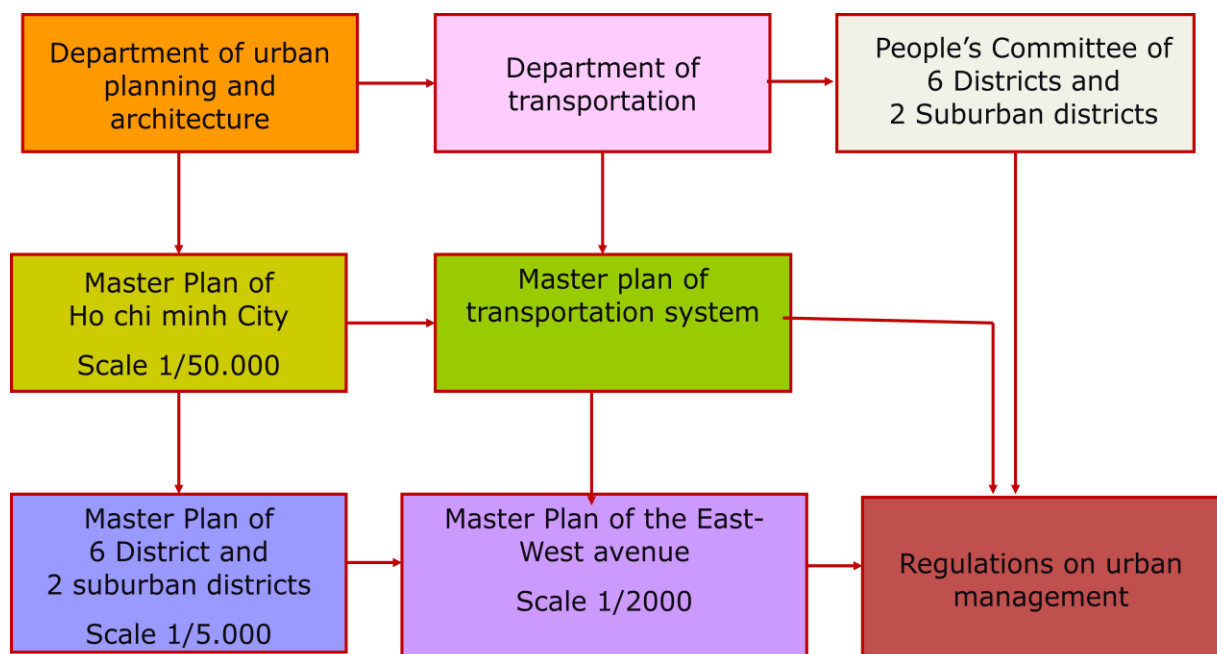 Department of urban
planning and
architecture
Department of
transportation
People’s Committee of
6 Districts and
2 Suburban districts
Master Plan of
Ho chi minh City
Scale 1/50.000
Master plan of
transportation system
Master Plan of
6 District and
2 suburban districts
Scale 1/5.000
Master Plan of the East-
West avenue
Scale 1/2000
Regulations on urban
management